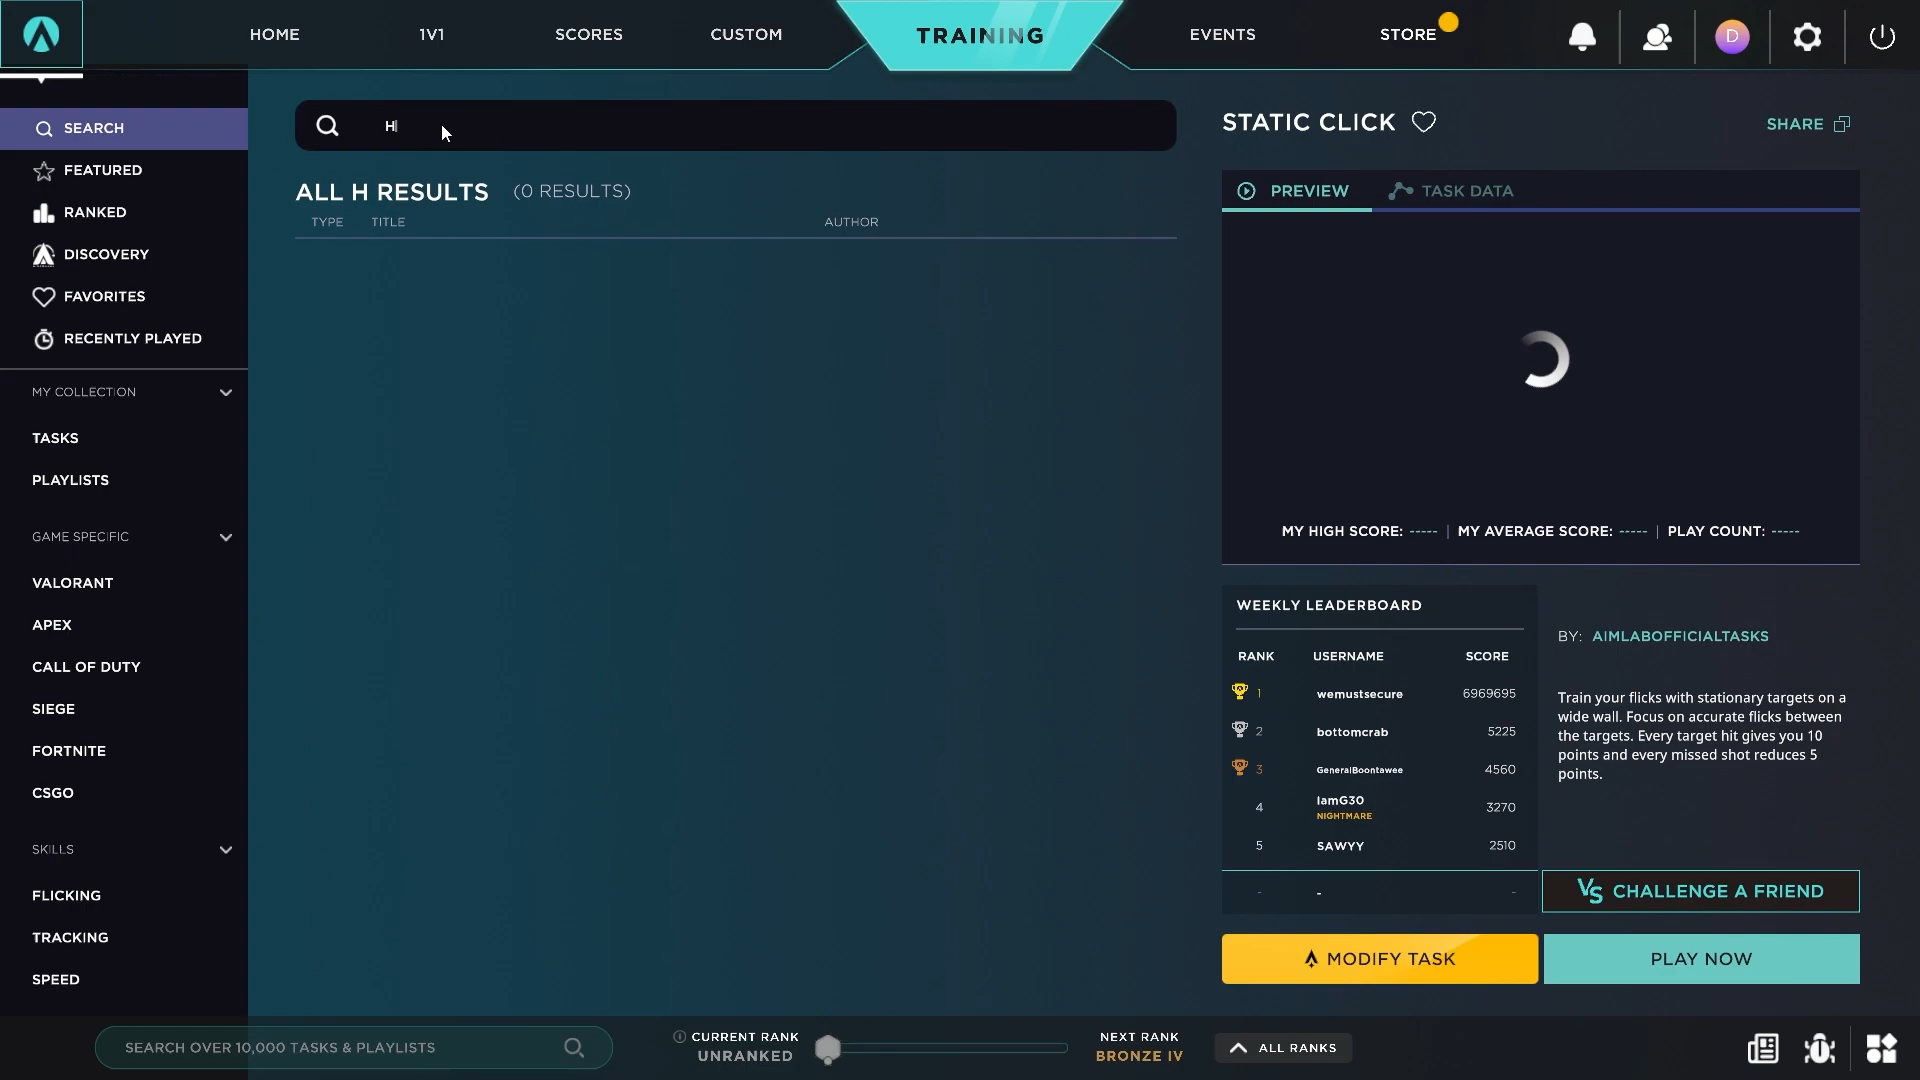 HOME
1V1
SCORES
CUSTOM
TRAINING
EVENTS
STORE
D
SEARCH
FEATURED
RANKED
DISCOVERY
FAVORITES
RECENTLY PLAYED
MY COLLECTION
TASKS
PLAYLISTS
GAME SPECIFIC
VALORANT
APEX
CALL OF DUTY
SIEGE
FORTNITE
CSGO
SKILLS
FLICKING
TRACKING
SPEED
H
ALL H RESULTS (0 RESULTS)
TYPE TITLE AUTHOR
STATIC CLICK
SHARE
PREVIEW TASK DATA
MY HIGH SCORE: ----- | MY AVERAGE SCORE: ----- | PLAY COUNT: -----
WEEKLY LEADERBOARD
RANK USERNAME SCORE
1 wemustsecure 6969695
2 bottomcrab 5225
3 GeneralBoontawee 4560
4 IamG30 3270
NIGHTMARE
5 SAWYY 2510
- - -
BY: AIMLABOFFICIALTASKS
Train your flicks with stationary targets on a
wide wall. Focus on accurate flicks between
the targets. Every target hit gives you 10
points and every missed shot reduces 5
points.
VS CHALLENGE A FRIEND
MODIFY TASK
PLAY NOW
SEARCH OVER 10,000 TASKS & PLAYLISTS
CURRENT RANK
UNRANKED
NEXT RANK
BRONZE IV
ALL RANKS